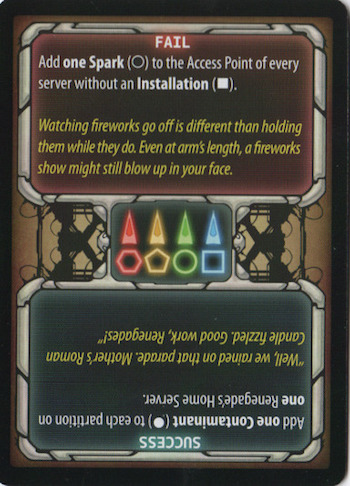 FAIL
Add one Spark (○) to the Access Point of every
server without an Installation (■).
Watching fireworks go off is different than holding
them while they do. Even at arm's length, a fireworks
show might still blow up in your face.
SUCCESS
Add one Contaminant (●) to each partition on
one Renegade's Home Server.
"Well, we rained on that parade. Mother's Roman
Candle fizzled. Good work, Renegades!"